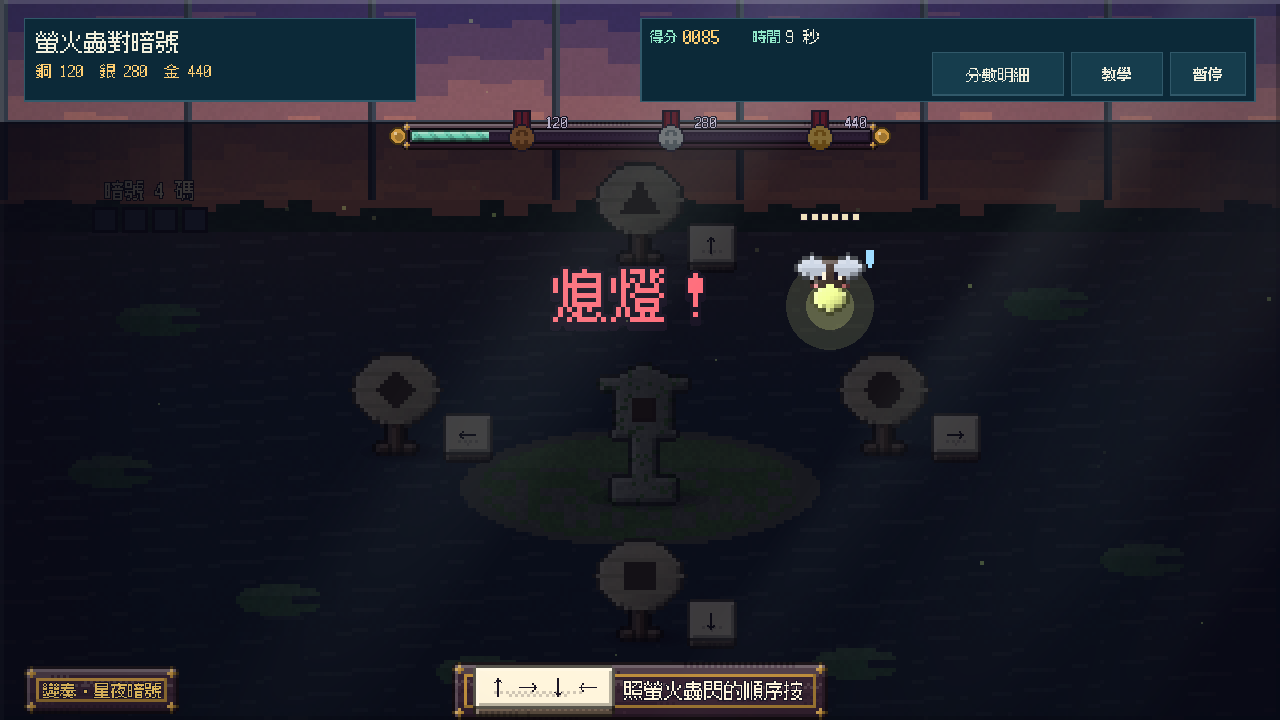 螢火蟲對暗號
銅 120 銀 280 金 440
得分 0085 時間 9 秒
分數明細 教學 暫停
120 280 440
暗號 4 碼
↑
熄燈！
← →
↓
變奏・星夜暗號
↑ → ↓ ← 照螢火蟲閃的順序按